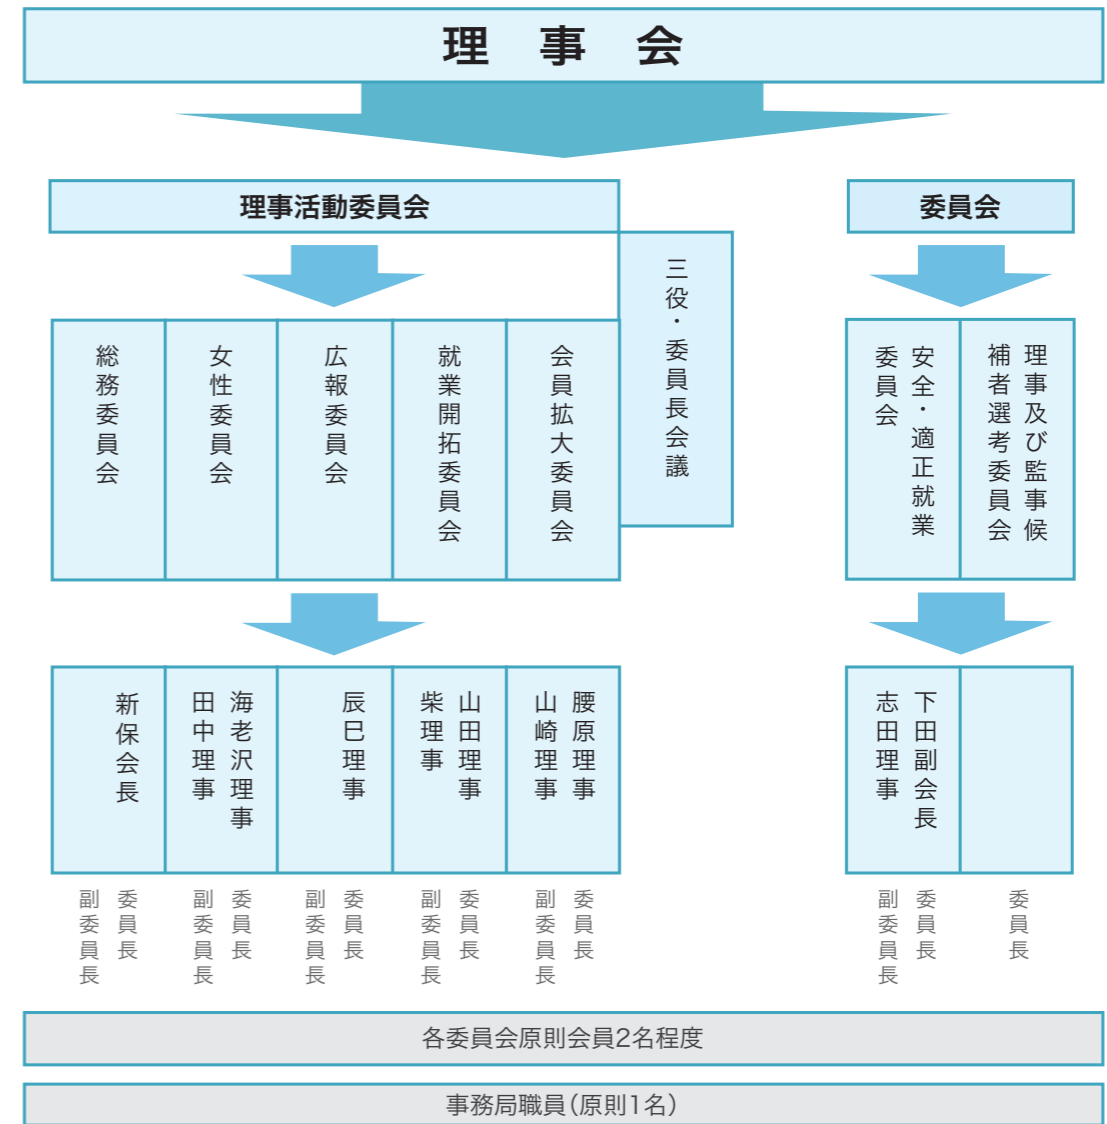 理事会
理事活動委員会
委員会
三役・委員長会議
会員拡大委員会
就業開拓委員会
広報委員会
女性委員会
総務委員会
理事及び監事候
補者選考委員会
安全・適正就業
委員会
腰原理事
山崎理事
山田理事
柴理事
辰巳理事
海老沢理事
田中理事
新保会長
下田副会長
志田理事
委員長
副委員長
委員長
副委員長
委員長
副委員長
委員長
副委員長
委員長
副委員長
委員長
委員長
副委員長
各委員会原則会員2名程度
事務局職員(原則1名)